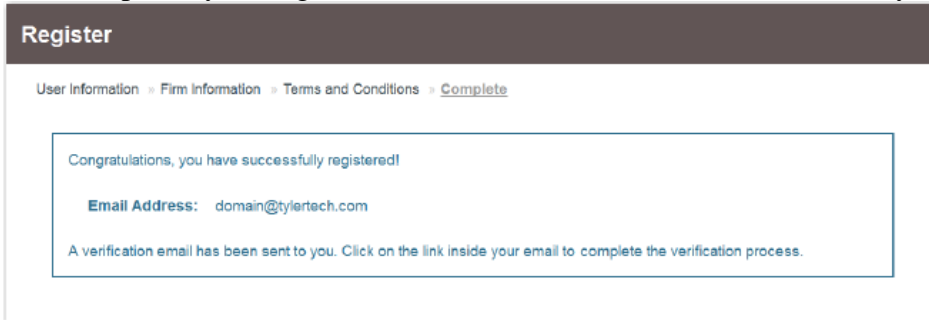 Register
User Information » Firm Information » Terms and Conditions » Complete
Congratulations, you have successfully registered!
Email Address: domain@tylertech.com
A verification email has been sent to you. Click on the link inside your email to complete the verification process.